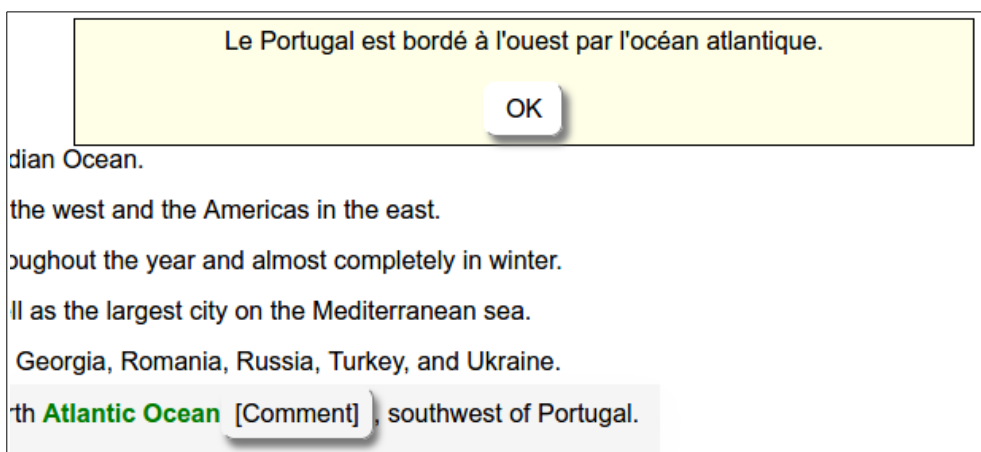 Le Portugal est bordé à l'ouest par l'océan atlantique.
OK
dian Ocean.
the west and the Americas in the east.
oughout the year and almost completely in winter.
ll as the largest city on the Mediterranean sea.
Georgia, Romania, Russia, Turkey, and Ukraine.
rth Atlantic Ocean [Comment] , southwest of Portugal.